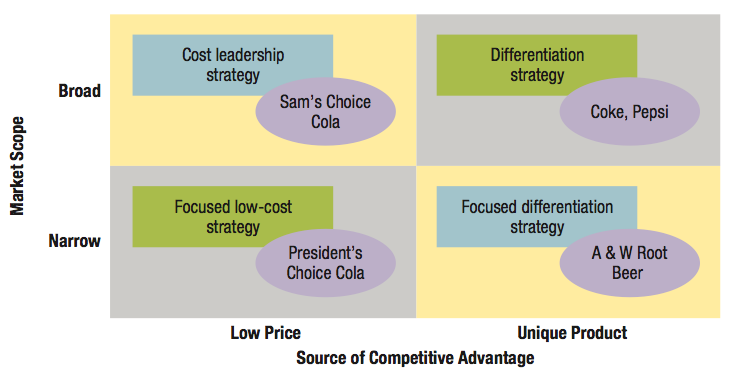 Cost leadership
strategy
Sam's Choice
Cola
Differentiation
strategy
Coke, Pepsi
Broad
Market Scope
Focused low-cost
strategy
President's
Choice Cola
Focused differentiation
strategy
A & W Root
Beer
Narrow
Low Price
Unique Product
Source of Competitive Advantage